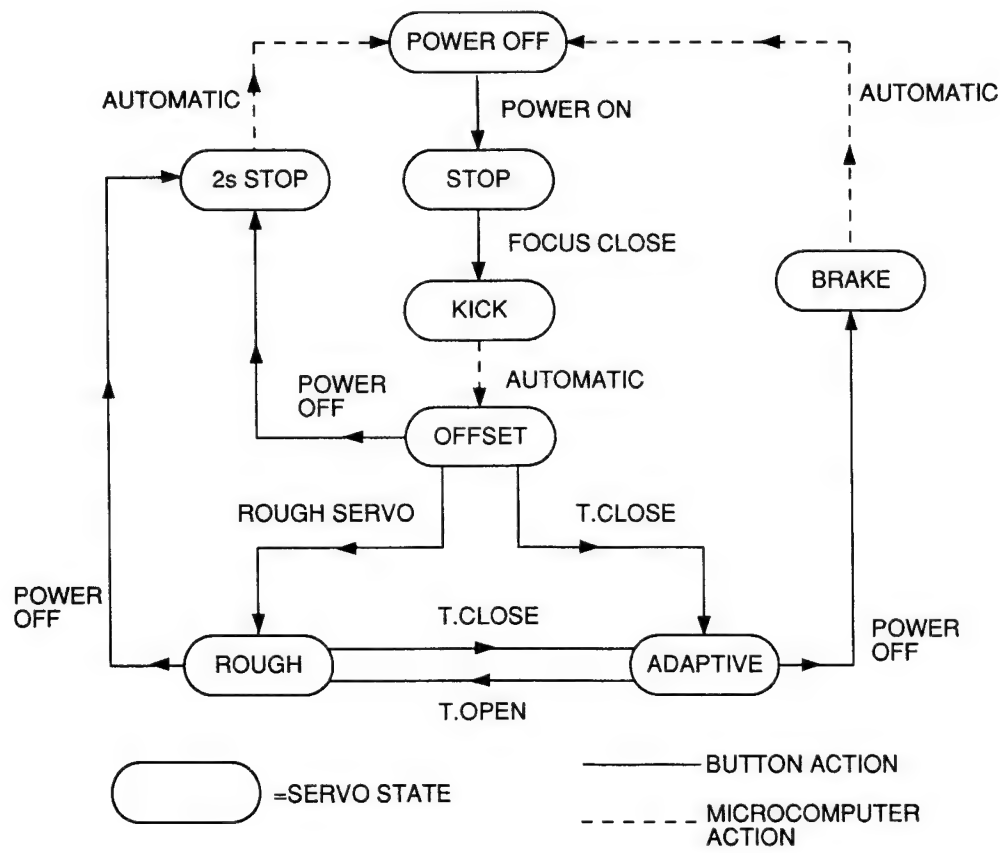 POWER OFF
AUTOMATIC
POWER ON
AUTOMATIC
2s STOP
STOP
FOCUS CLOSE
BRAKE
KICK
AUTOMATIC
POWER
OFF
OFFSET
ROUGH SERVO
T.CLOSE
POWER
OFF
T.CLOSE
POWER
OFF
ROUGH
ADAPTIVE
T.OPEN
=SERVO STATE
BUTTON ACTION
MICROCOMPUTER
ACTION